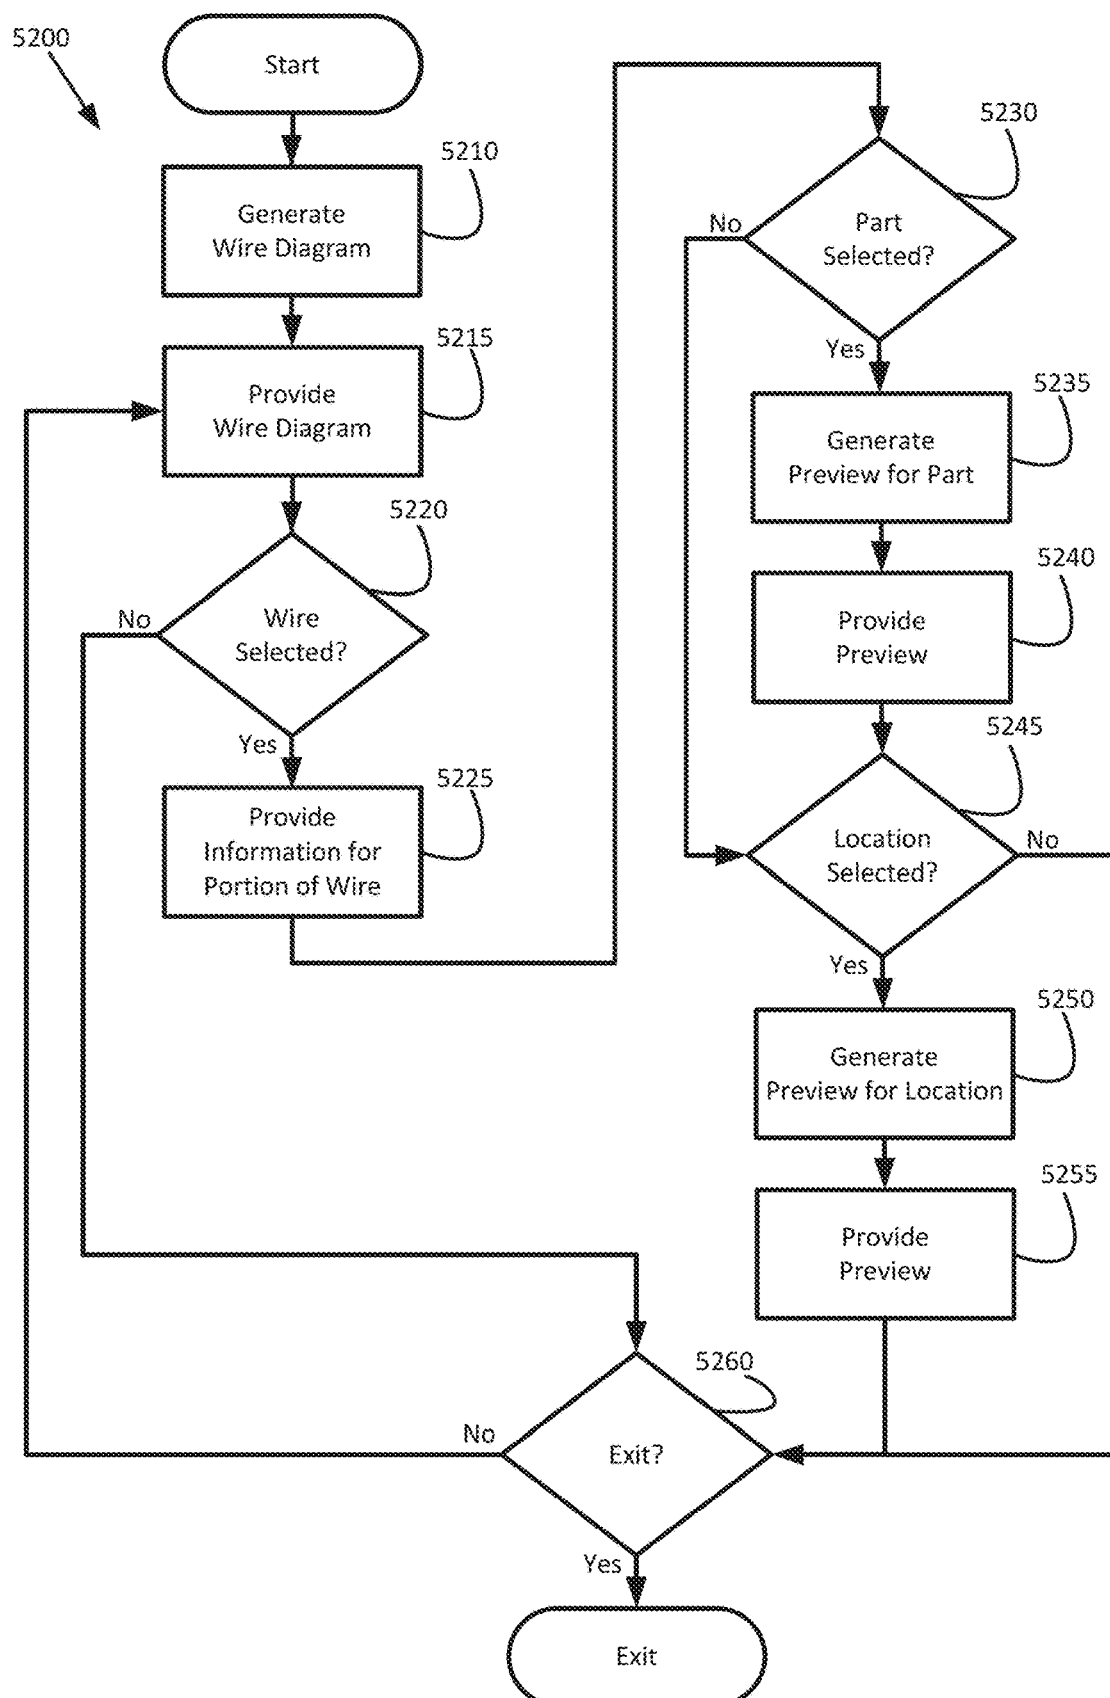 5200
Start
5210
Generate
Wire Diagram
5215
Provide
Wire Diagram
5220
No
Wire
Selected?
Yes
5225
Provide
Information for
Portion of Wire
5230
No
Part
Selected?
Yes
5235
Generate
Preview for Part
5240
Provide
Preview
5245
Location
Selected?
No
Yes
5250
Generate
Preview for Location
5255
Provide
Preview
5260
No
Exit?
Yes
Exit